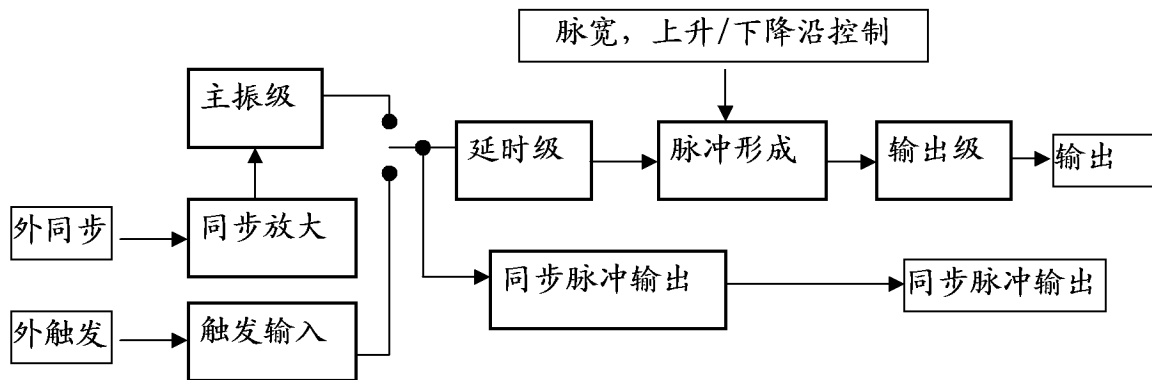 脉宽，上升/下降沿控制
主振级
延时级
脉冲形成
输出级
输出
外同步
同步放大
同步脉冲输出
同步脉冲输出
外触发
触发输入